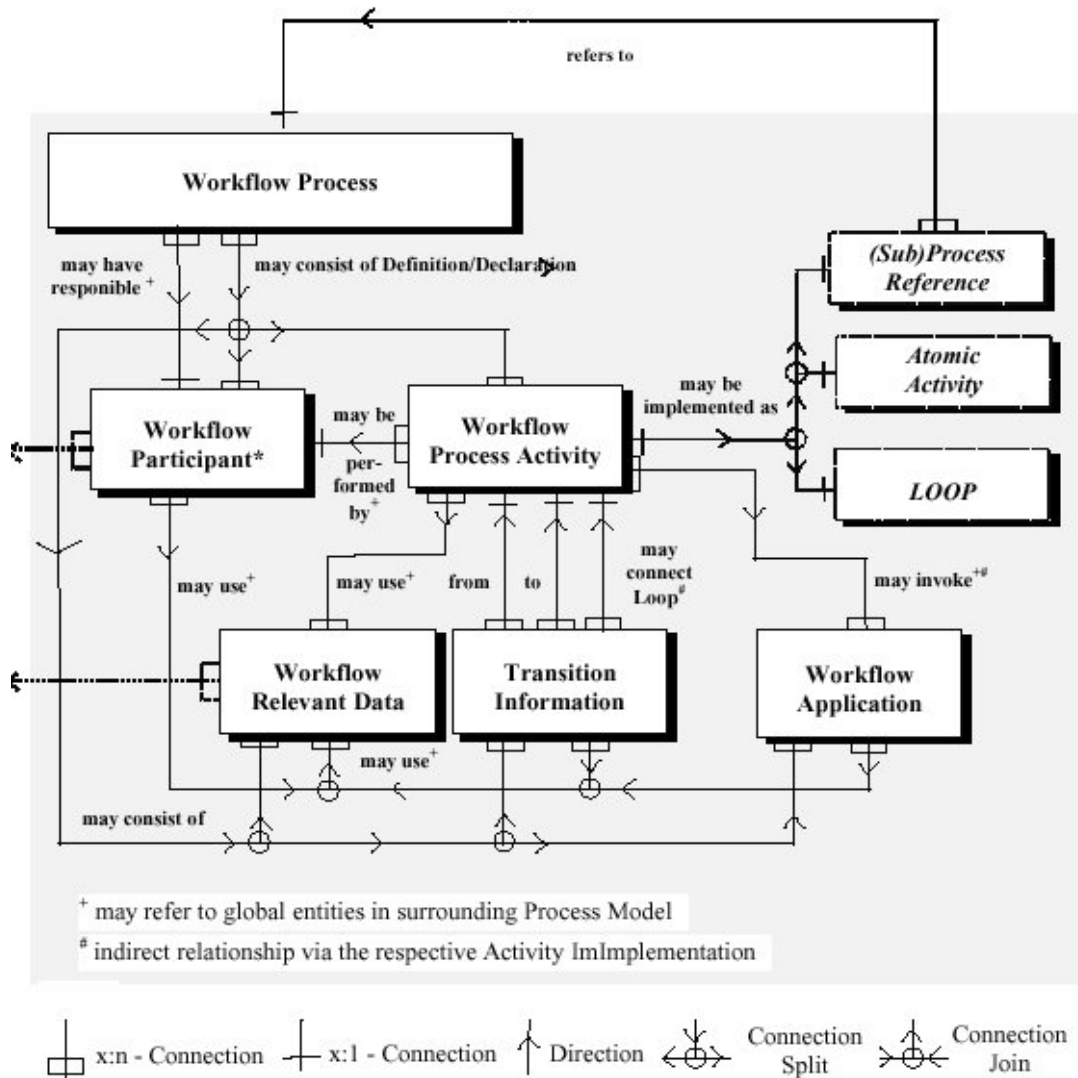 refers to
Workflow Process
may have
responible +
may consist of Definition/Declaration
(Sub)Process
Reference
Atomic
Activity
LOOP
may be
implemented as
Workflow
Participant*
may be
per-
formed
by+
Workflow
Process Activity
may use+
may use+
from
to
may
connect
Loop#
may invoke+#
Workflow
Relevant Data
Transition
Information
Workflow
Application
may use+
may consist of
+ may refer to global entities in surrounding Process Model
# indirect relationship via the respective Activity ImImplementation
x:n - Connection
x:1 - Connection
Direction
Connection
Split
Connection
Join